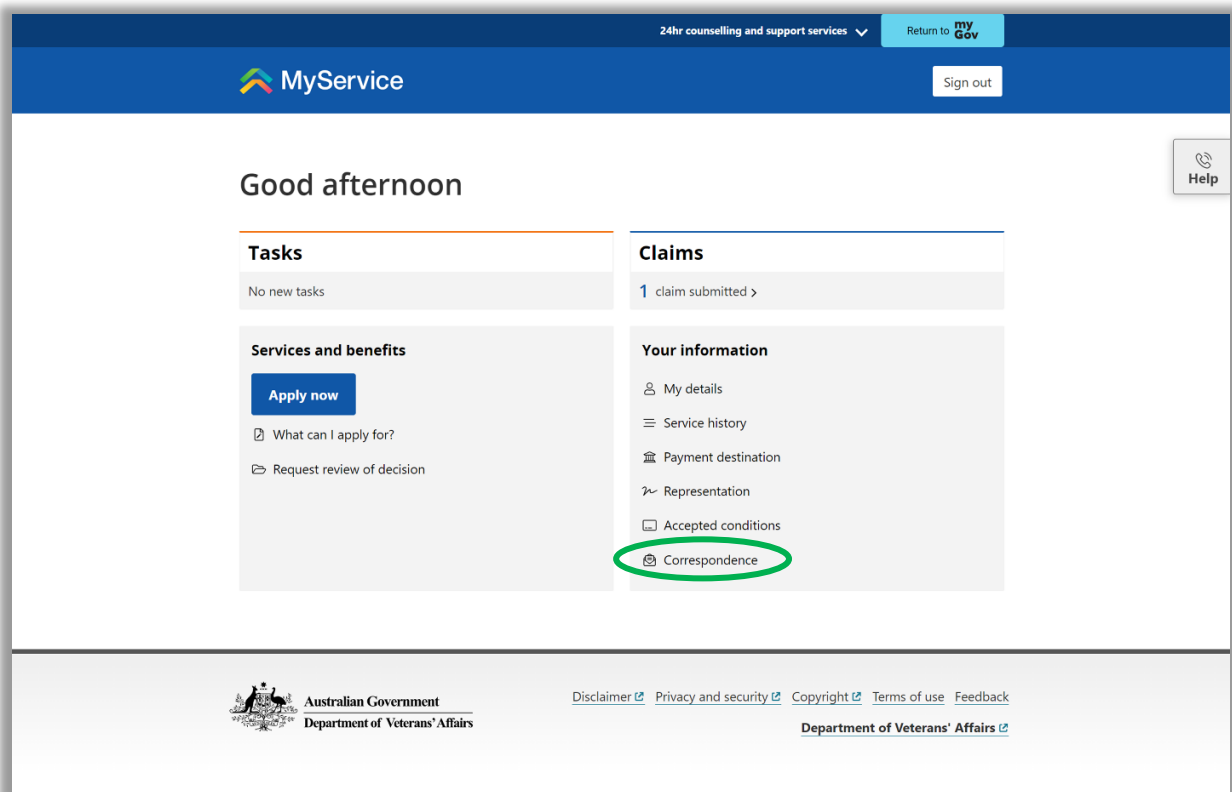 24hr counselling and support services
Return to my Gov
MyService
Sign out
Help
Good afternoon
Tasks
No new tasks
Claims
1 claim submitted >
Services and benefits
Apply now
What can I apply for?
Request review of decision
Your information
My details
Service history
Payment destination
Representation
Accepted conditions
Correspondence
Australian Government
Department of Veterans' Affairs
Disclaimer Privacy and security Copyright Terms of use Feedback
Department of Veterans' Affairs